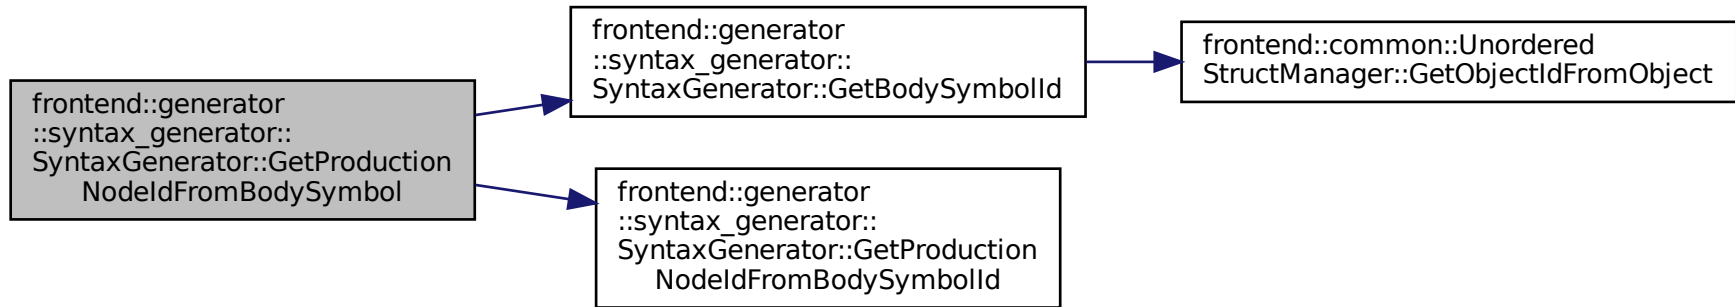 frontend::generator
::syntax_generator::
SyntaxGenerator::GetProduction
NodeIdFromBodySymbol
frontend::generator
::syntax_generator::
SyntaxGenerator::GetBodySymbolId
frontend::common::Unordered
StructManager::GetObjectIdFromObject
frontend::generator
::syntax_generator::
SyntaxGenerator::GetProduction
NodeIdFromBodySymbolId